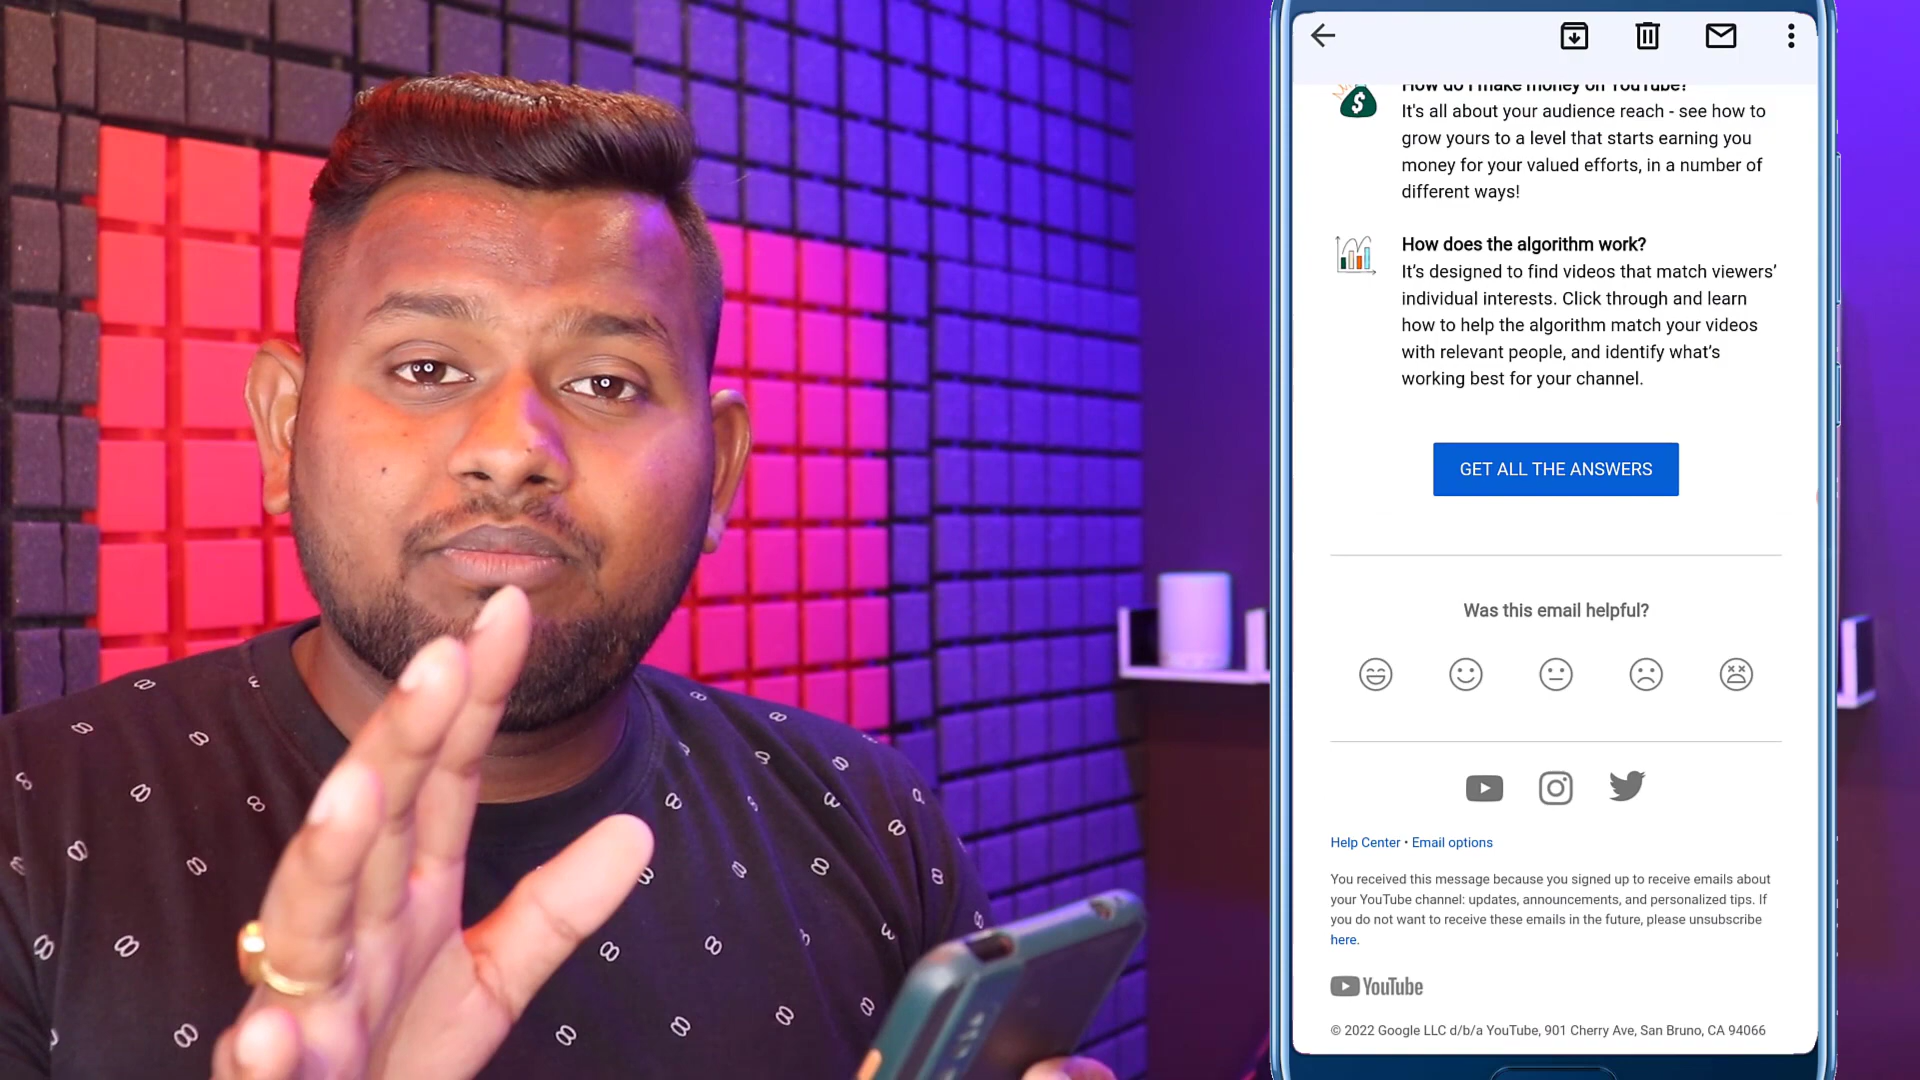 How do I make money on YouTube?
It's all about your audience reach - see how to
grow yours to a level that starts earning you
money for your valued efforts, in a number of
different ways!
How does the algorithm work?
It’s designed to find videos that match viewers’
individual interests. Click through and learn
how to help the algorithm match your videos
with relevant people, and identify what’s
working best for your channel.
GET ALL THE ANSWERS
Was this email helpful?
Help Center • Email options
You received this message because you signed up to receive emails about
your YouTube channel: updates, announcements, and personalized tips. If
you do not want to receive these emails in the future, please unsubscribe
here.
YouTube
© 2022 Google LLC d/b/a YouTube, 901 Cherry Ave, San Bruno, CA 94066